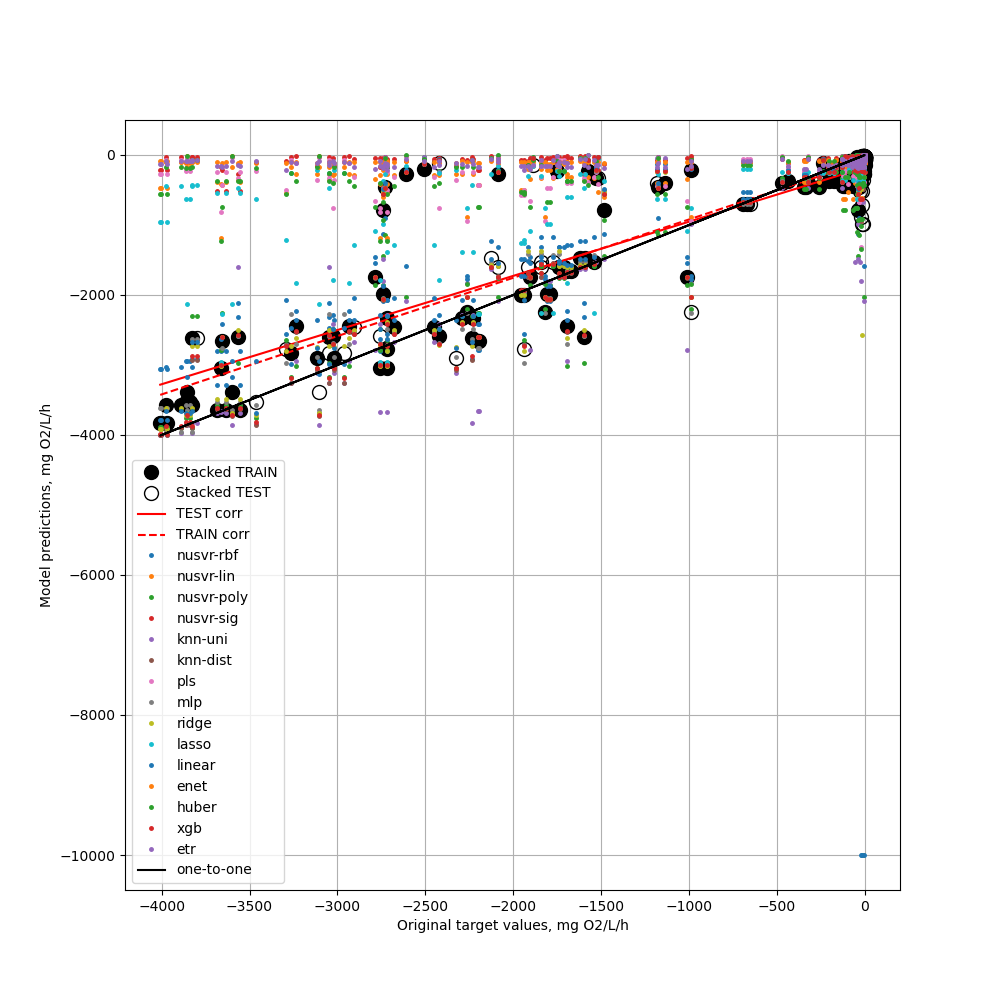 0
−2000
−4000
−6000
−8000
−10000
Model predictions, mg O2/L/h
Stacked TRAIN
Stacked TEST
TEST corr
TRAIN corr
nusvr-rbf
nusvr-lin
nusvr-poly
nusvr-sig
knn-uni
knn-dist
pls
mlp
ridge
lasso
linear
enet
huber
xgb
etr
one-to-one
−4000 −3500 −3000 −2500 −2000 −1500 −1000 −500 0
Original target values, mg O2/L/h